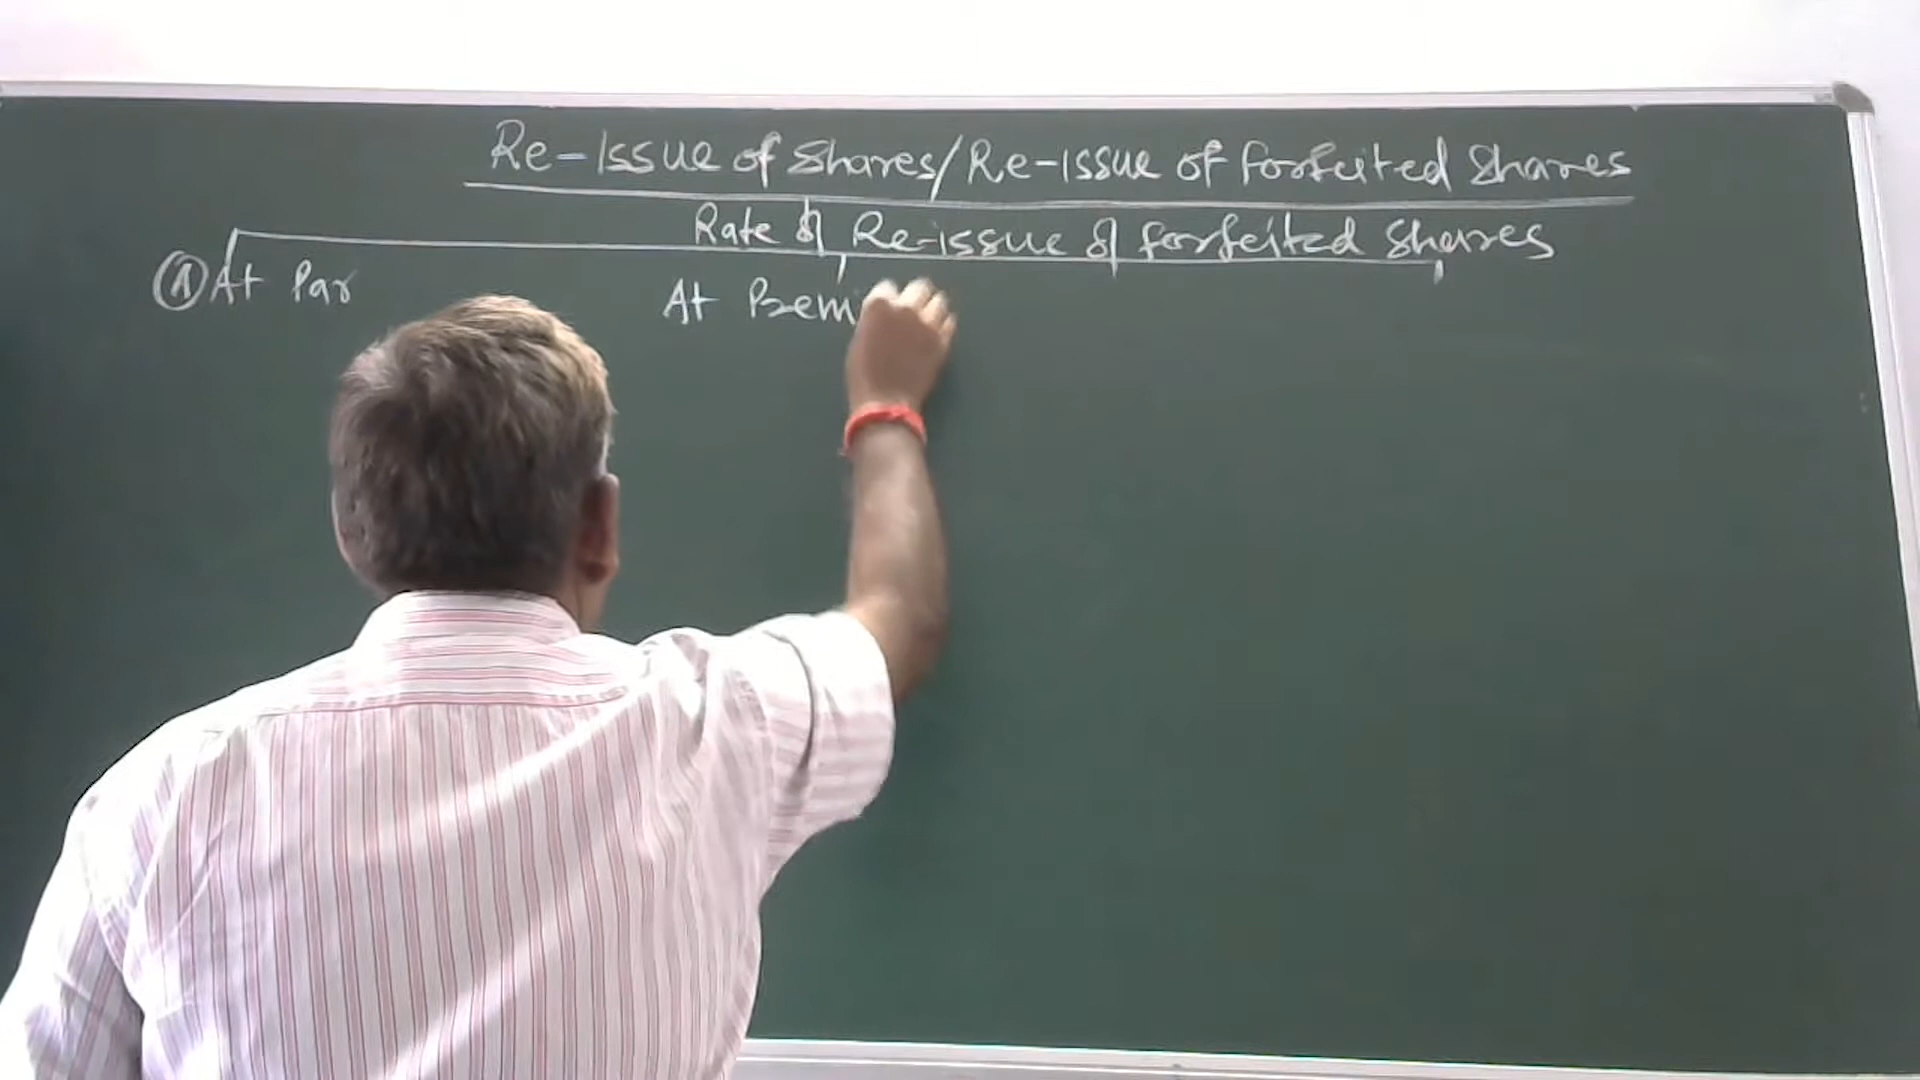 Re-Issue of Shares/Re-issue of forfeited Shares
Rate of Re-issue of forfeited Shares
① At Par At Premi